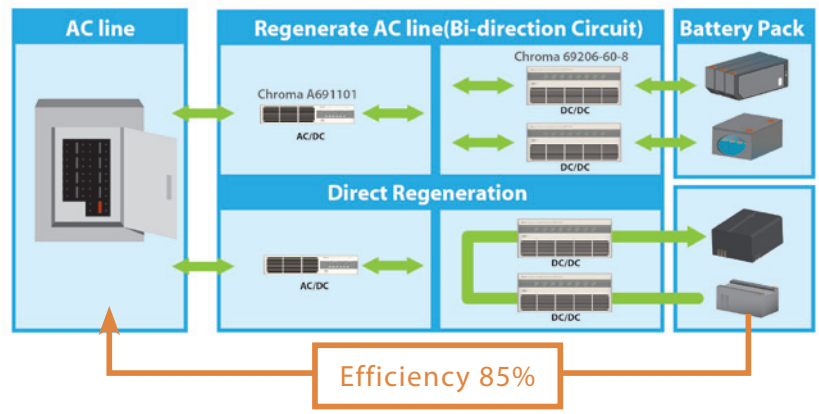 AC line
Regenerate AC line(Bi-direction Circuit)
Battery Pack
Chroma 69206-60-8
Chroma A691101
DC/DC
AC/DC
DC/DC
Direct Regeneration
DC/DC
AC/DC
DC/DC
Efficiency 85%